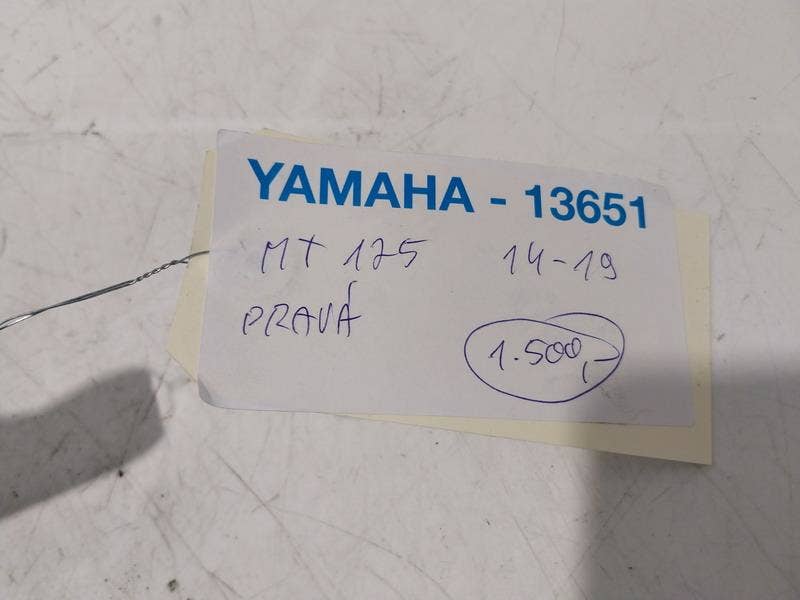 YAMAHA - 13651
MT 125 14-19
PRAVÁ
1.500,-